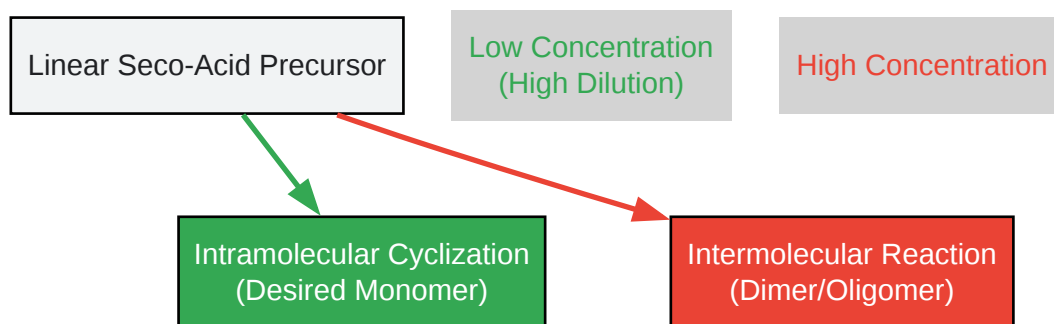 Linear Seco-Acid Precursor
Low Concentration
(High Dilution)
High Concentration
Intramolecular Cyclization
(Desired Monomer)
Intermolecular Reaction
(Dimer/Oligomer)